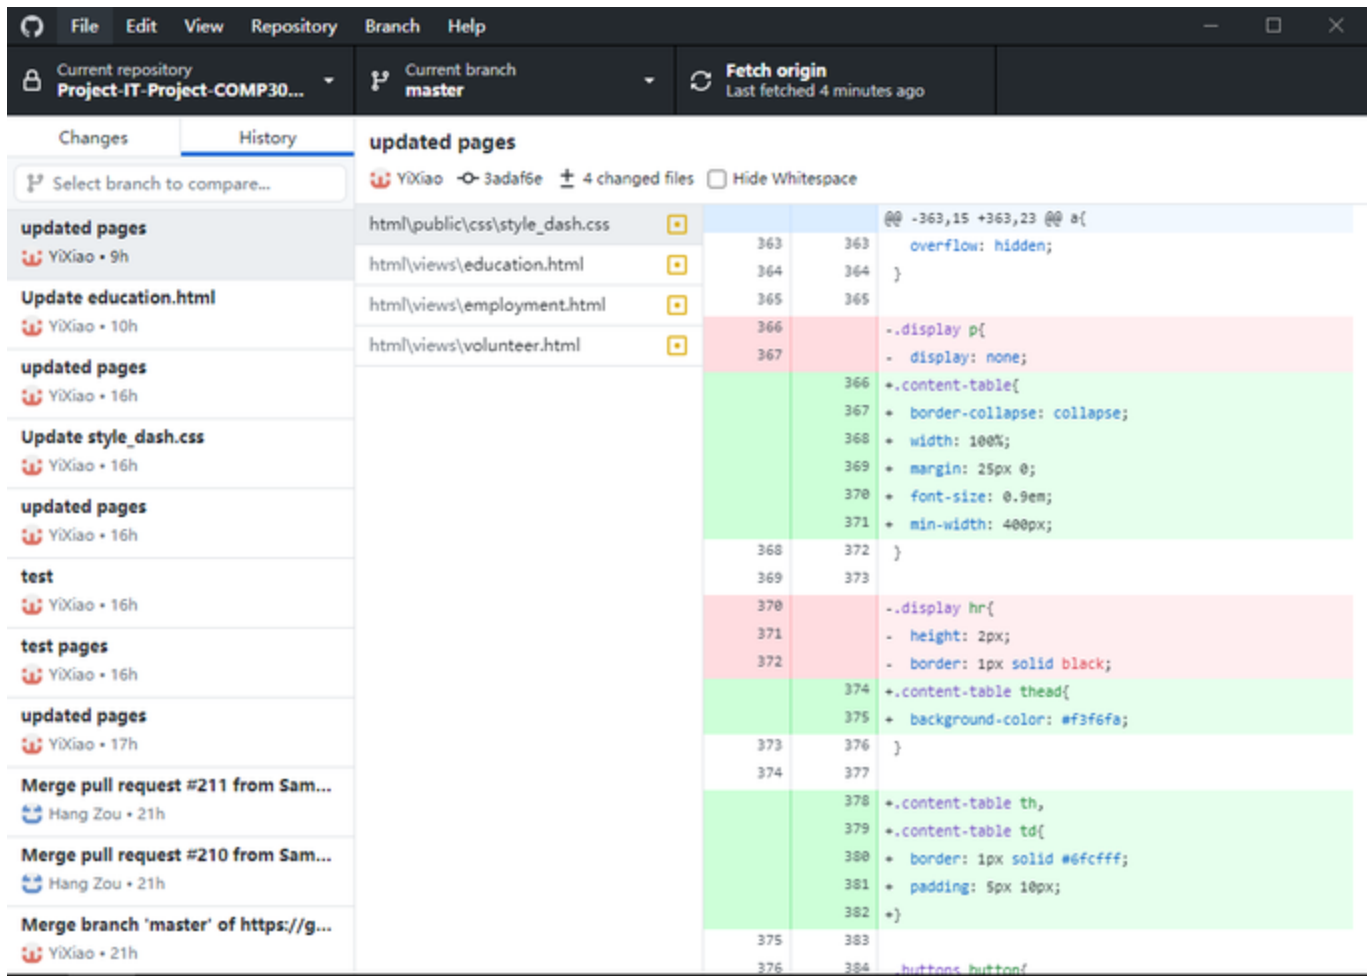 File Edit View Repository Branch Help
Current repository
Project-IT-Project-COMP30...
Current branch
master
Fetch origin
Last fetched 4 minutes ago
Changes History
Select branch to compare...
updated pages
YiXiao • 9h
Update education.html
YiXiao • 10h
updated pages
YiXiao • 16h
Update style_dash.css
YiXiao • 16h
updated pages
YiXiao • 16h
test
YiXiao • 16h
test pages
YiXiao • 16h
updated pages
YiXiao • 17h
Merge pull request #211 from Sam...
Hang Zou • 21h
Merge pull request #210 from Sam...
Hang Zou • 21h
Merge branch 'master' of https://g...
YiXiao • 21h
updated pages
YiXiao 3adaf6e ± 4 changed files Hide Whitespace
html\public\css\style_dash.css
html\views\education.html
html\views\employment.html
html\views\volunteer.html
@@ -363,15 +363,23 @@ a{
363 363 overflow: hidden;
364 364 }
365 365
366 -.display p{
367 - display: none;
366 +.content-table{
367 + border-collapse: collapse;
368 + width: 100%;
369 + margin: 25px 0;
370 + font-size: 0.9em;
371 + min-width: 400px;
368 372 }
369 373
370 -.display hr{
371 - height: 2px;
372 - border: 1px solid black;
374 +.content-table thead{
375 + background-color: #f3f6fa;
373 376 }
374 377
378 +.content-table th,
379 +.content-table td{
380 + border: 1px solid #6fcfff;
381 + padding: 5px 10px;
382 +}
375 383
376 384 .buttons button{